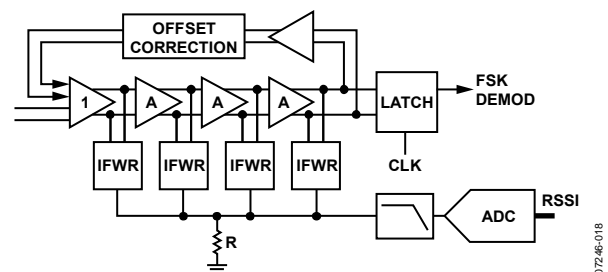 OFFSET
CORRECTION
1
A
A
A
LATCH
FSK
DEMOD
IFWR
IFWR
IFWR
IFWR
CLK
R
ADC
RSSI
07246-018